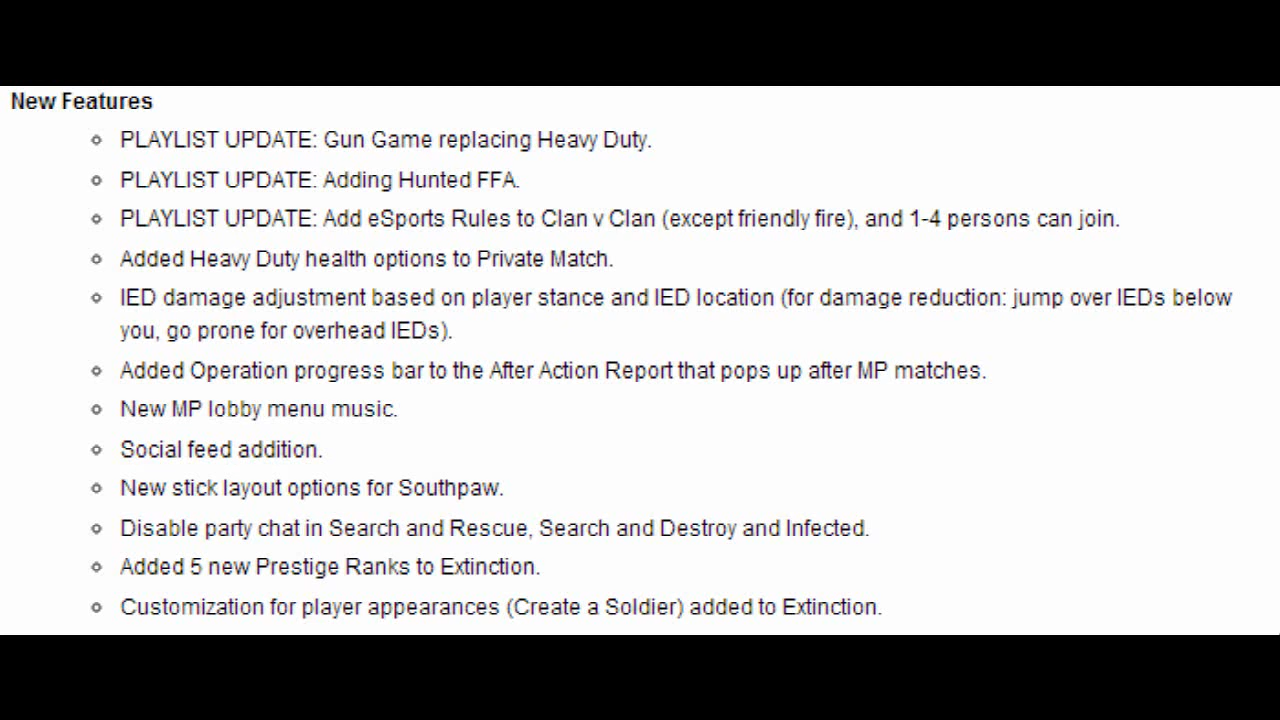 New Features
PLAYLIST UPDATE: Gun Game replacing Heavy Duty.
PLAYLIST UPDATE: Adding Hunted FFA.
PLAYLIST UPDATE: Add eSports Rules to Clan v Clan (except friendly fire), and 1-4 persons can join.
Added Heavy Duty health options to Private Match.
IED damage adjustment based on player stance and IED location (for damage reduction: jump over IEDs below
you, go prone for overhead IEDs).
Added Operation progress bar to the After Action Report that pops up after MP matches.
New MP lobby menu music.
Social feed addition.
New stick layout options for Southpaw.
Disable party chat in Search and Rescue, Search and Destroy and Infected.
Added 5 new Prestige Ranks to Extinction.
Customization for player appearances (Create a Soldier) added to Extinction.